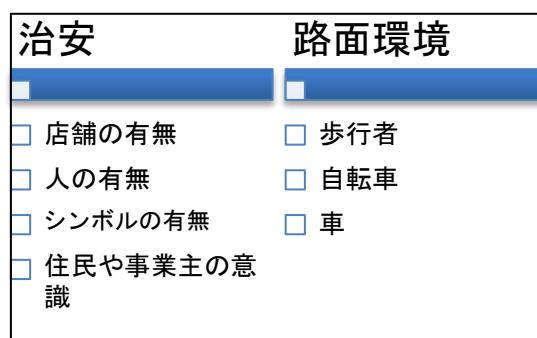 治安
店舗の有無
人の有無
シンボルの有無
住民や事業主の意
識
路面環境
歩行者
自転車
車